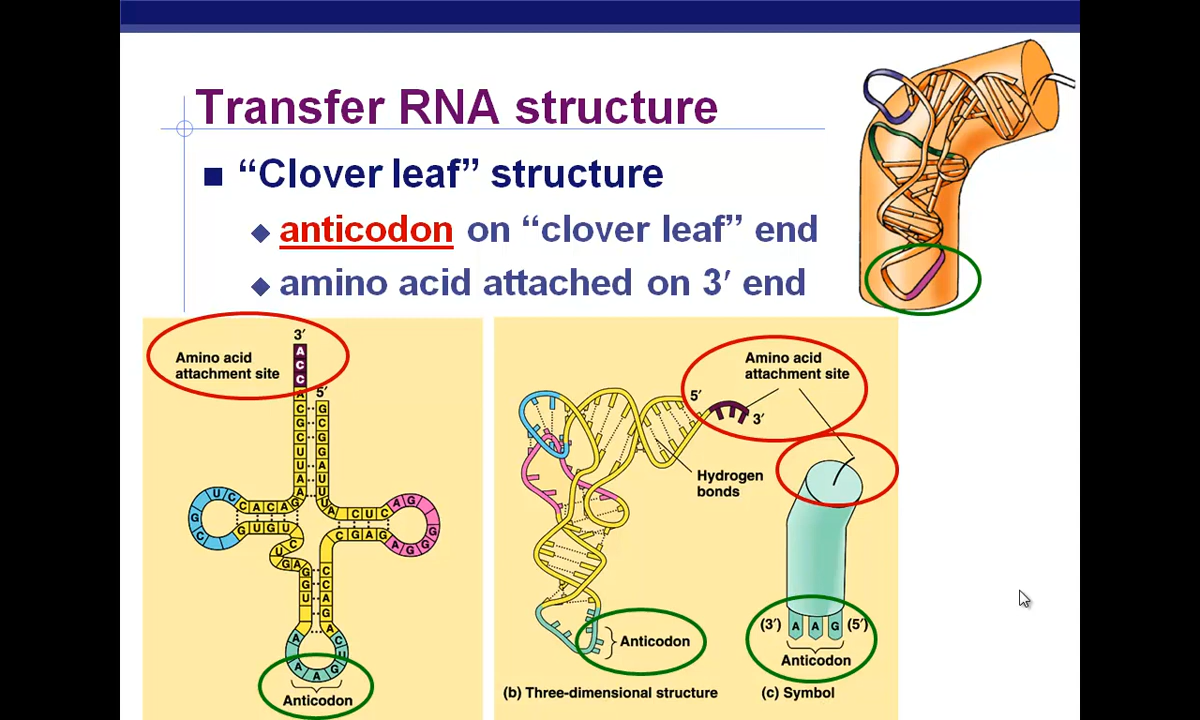 Transfer RNA structure
“Clover leaf” structure
anticodon on “clover leaf” end
amino acid attached on 3′ end
3′
Amino acid
attachment site
A
C
C
A
5′
C
G
C
U
U
A
A
G
C
G
G
A
U
U
U
A
U C
C A C A G
G
C
G U G U
C
U
G A G
G
U
C U C
A G
C G A G
A G G
G
C
C
A
G
A
A
C
U
A A G
Anticodon
Amino acid
attachment site
5′
3′
Hydrogen
bonds
Anticodon
(3′) A A G (5′)
Anticodon
(b) Three-dimensional structure
(c) Symbol